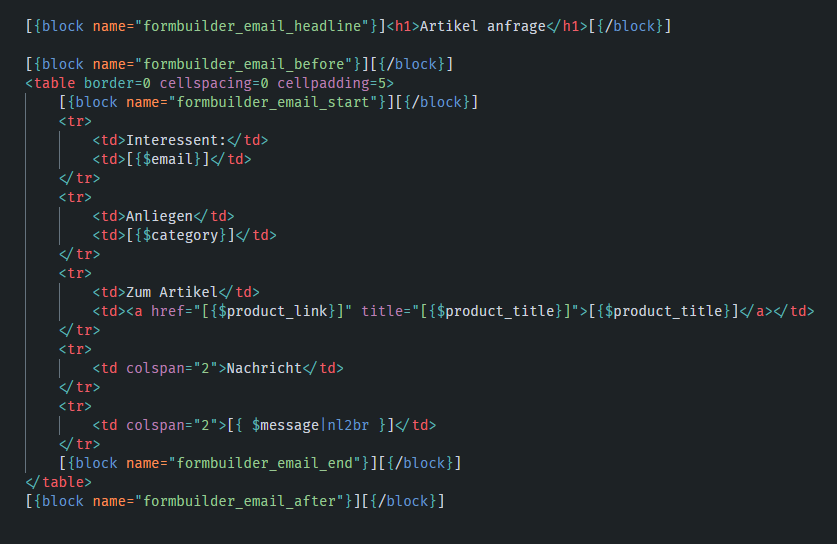 [{block name="formbuilder_email_headline"}]<h1>Artikel anfrage</h1>[{/block}]
[{block name="formbuilder_email_before"}][{/block}]
<table border=0 cellspacing=0 cellpadding=5>
[{block name="formbuilder_email_start"}][{/block}]
<tr>
<td>Interessent:</td>
<td>[{$email}]</td>
</tr>
<tr>
<td>Anliegen</td>
<td>[{$category}]</td>
</tr>
<tr>
<td>Zum Artikel</td>
<td><a href="[{$product_link}]" title="[{$product_title}]">[{$product_title}]</a></td>
</tr>
<tr>
<td colspan="2">Nachricht</td>
</tr>
<tr>
<td colspan="2">[{ $message|nl2br }]</td>
</tr>
[{block name="formbuilder_email_end"}][{/block}]
</table>
[{block name="formbuilder_email_after"}][{/block}]